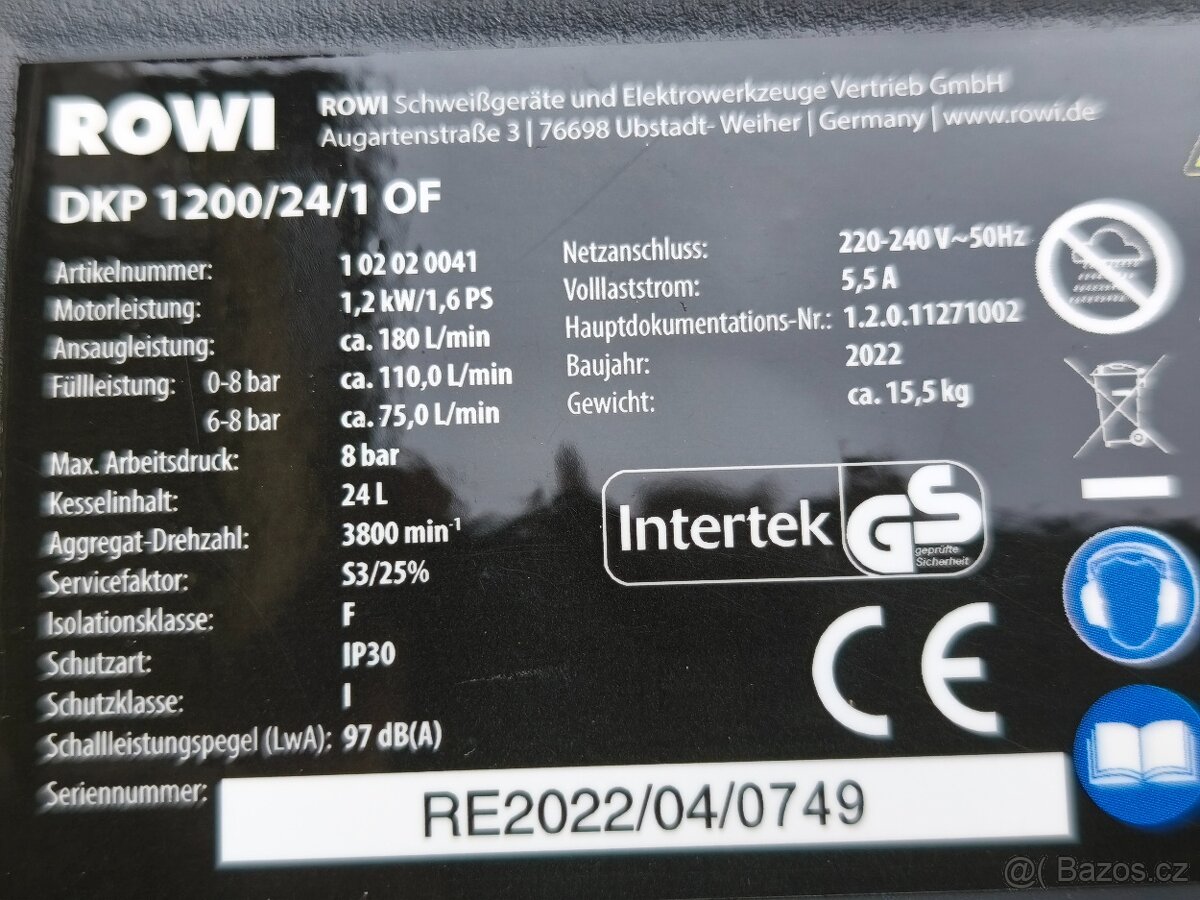 ROWI
ROWI Schweißgeräte und Elektrowerkzeuge Vertrieb GmbH
Augartenstraße 3 | 76698 Ubstadt- Weiher | Germany | www.rowi.de
DKP 1200/24/1 OF
Artikelnummer: 1 02 02 0041
Motorleistung: 1,2 kW/1,6 PS
Ansaugleistung: ca. 180 L/min
Füllleistung: 0-8 bar ca. 110,0 L/min
6-8 bar ca. 75,0 L/min
Max. Arbeitsdruck: 8 bar
Kesselinhalt: 24 L
Aggregat-Drehzahl: 3800 min⁻¹
Servicefaktor: S3/25%
Isolationsklasse: F
Schutzart: IP30
Schutzklasse: I
Schallleistungspegel (LwA): 97 dB(A)
Seriennummer: RE2022/04/0749
Netzanschluss: 220-240 V~50Hz
Volllaststrom: 5,5 A
Hauptdokumentations-Nr.: 1.2.0.11271002
Baujahr: 2022
Gewicht: ca. 15,5 kg
Intertek
GS
geprüfte
Sicherheit
CE
@( Bazos.cz